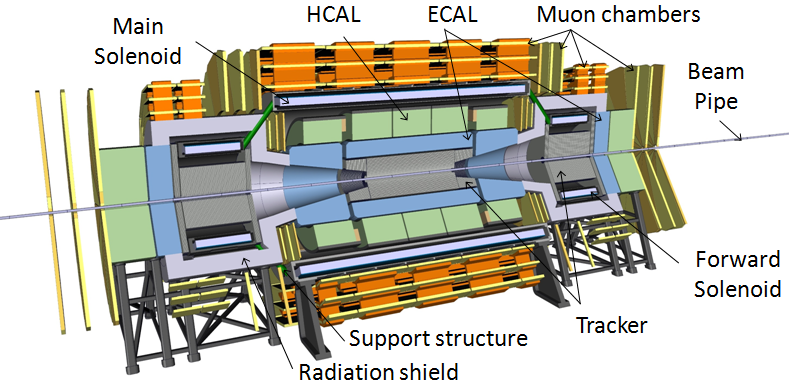 Main
Solenoid
HCAL
ECAL
Muon chambers
Beam
Pipe
Forward
Solenoid
Tracker
Support structure
Radiation shield